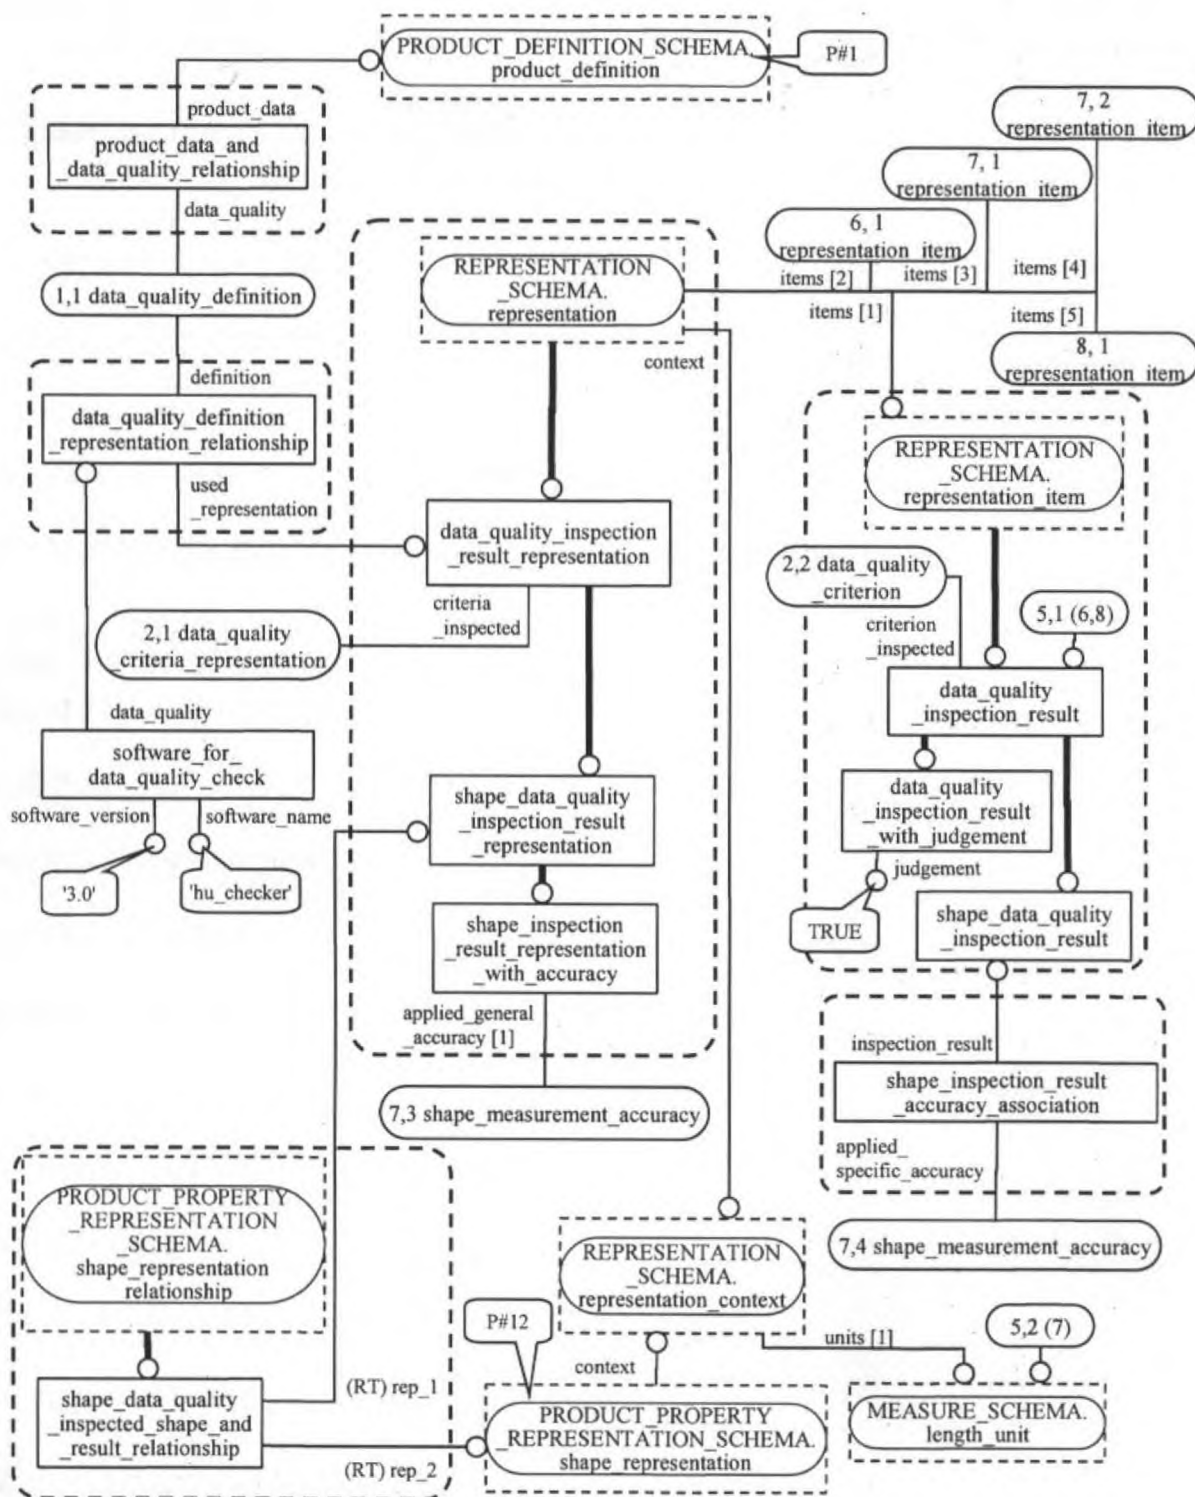 PRODUCT_DEFINITION_SCHEMA.
product_definition
P#1
product_data
product_data_and
_data_quality_relationship
data_quality
1,1 data_quality_definition
definition
data_quality_definition
_representation_relationship
used
_representation
2,1 data_quality
_criteria_representation
data_quality
software_for_
data_quality_check
software_version
software_name
'3.0'
'hu_checker'
REPRESENTATION
_SCHEMA.
representation
context
data_quality_inspection
_result_representation
criteria
_inspected
shape_data_quality
_inspection_result
_representation
shape_inspection
_result_representation
_with_accuracy
applied_general
_accuracy [1]
7,3 shape_measurement_accuracy
7, 2
representation_item
7, 1
representation_item
6, 1
representation_item
items [2]
items [3]
items [4]
items [1]
items [5]
8, 1
representation_item
REPRESENTATION
_SCHEMA.
representation_item
2,2 data_quality
_criterion
5,1 (6,8)
criterion
_inspected
data_quality
_inspection_result
data_quality
_inspection_result
_with_judgement
judgement
TRUE
shape_data_quality
_inspection_result
inspection_result
shape_inspection_result
_accuracy_association
applied_
specific_accuracy
7,4 shape_measurement_accuracy
PRODUCT_PROPERTY
_REPRESENTATION
_SCHEMA.
shape_representation
relationship
shape_data_quality
_inspected_shape_and
_result_relationship
(RT) rep_1
(RT) rep_2
REPRESENTATION
_SCHEMA.
representation_context
P#12
context
units [1]
5,2 (7)
PRODUCT_PROPERTY
_REPRESENTATION_SCHEMA.
shape_representation
MEASURE_SCHEMA.
length_unit